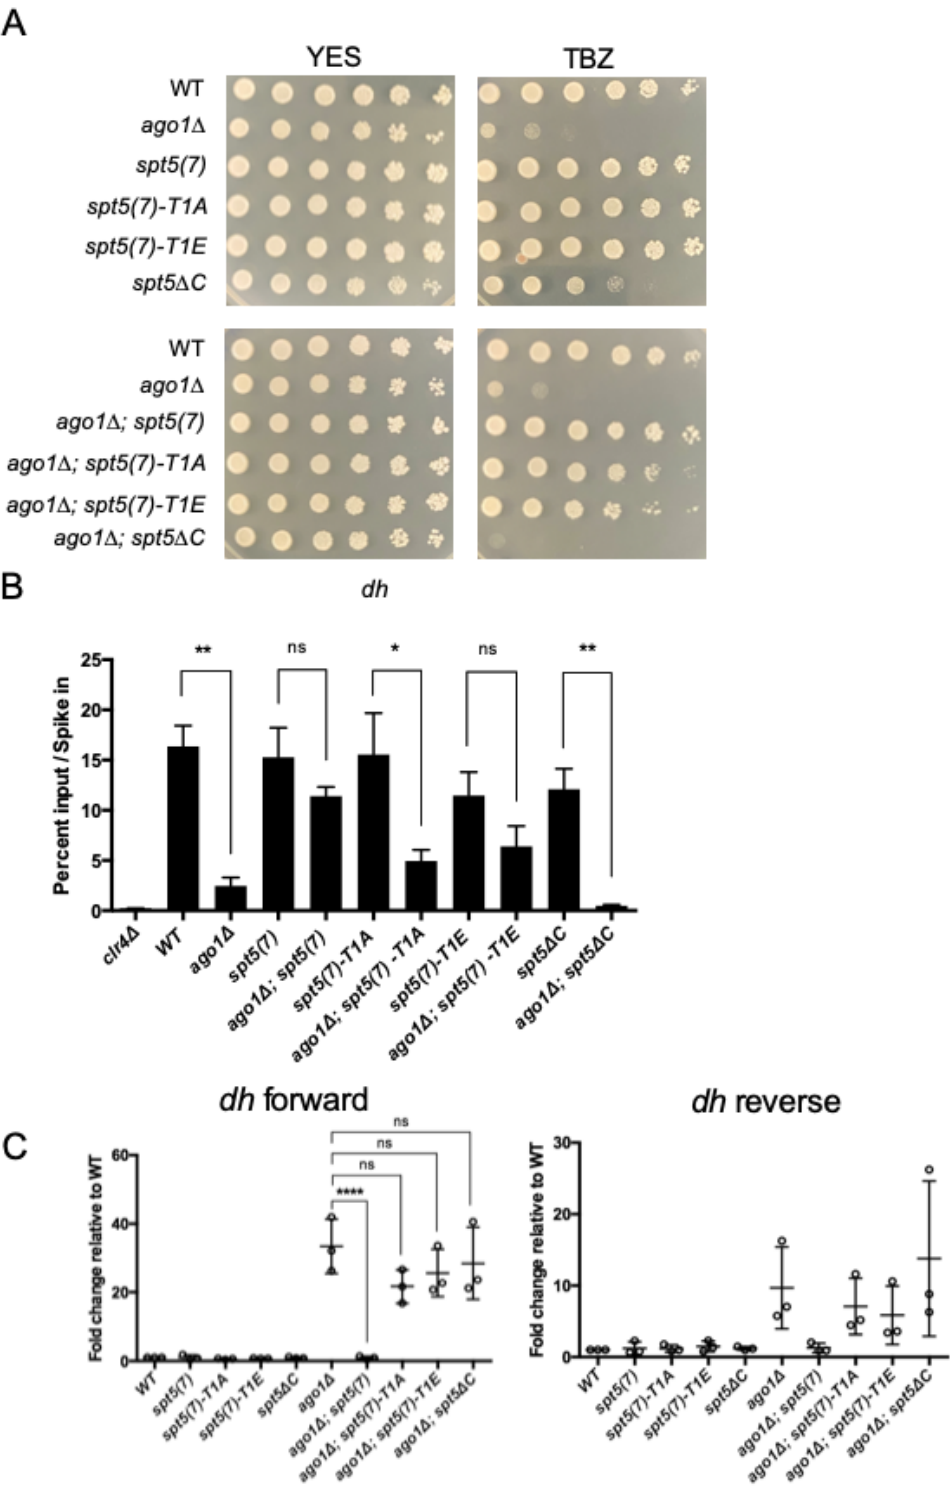 A
YES
TBZ
WT
ago1Δ
spt5(7)
spt5(7)-T1A
spt5(7)-T1E
spt5ΔC
WT
ago1Δ
ago1Δ; spt5(7)
ago1Δ; spt5(7)-T1A
ago1Δ; spt5(7)-T1E
ago1Δ; spt5ΔC
B
dh
Percent input / Spike in
25
20
15
10
5
0
**
ns
*
ns
**
clr4Δ
WT
ago1Δ
spt5(7)
ago1Δ; spt5(7)
spt5(7)-T1A
ago1Δ; spt5(7) -T1A
spt5(7)-T1E
ago1Δ; spt5(7) -T1E
spt5ΔC
ago1Δ; spt5ΔC
C
dh forward
Fold change relative to WT
60
40
20
0
ns
ns
ns
****
WT
spt5(7)
spt5(7)-T1A
spt5(7)-T1E
spt5ΔC
ago1Δ
ago1Δ; spt5(7)
ago1Δ; spt5(7)-T1A
ago1Δ; spt5(7)-T1E
ago1Δ; spt5ΔC
dh reverse
Fold change relative to WT
30
20
10
0
WT
spt5(7)
spt5(7)-T1A
spt5(7)-T1E
spt5ΔC
ago1Δ
ago1Δ; spt5(7)
ago1Δ; spt5(7)-T1A
ago1Δ; spt5(7)-T1E
ago1Δ; spt5ΔC